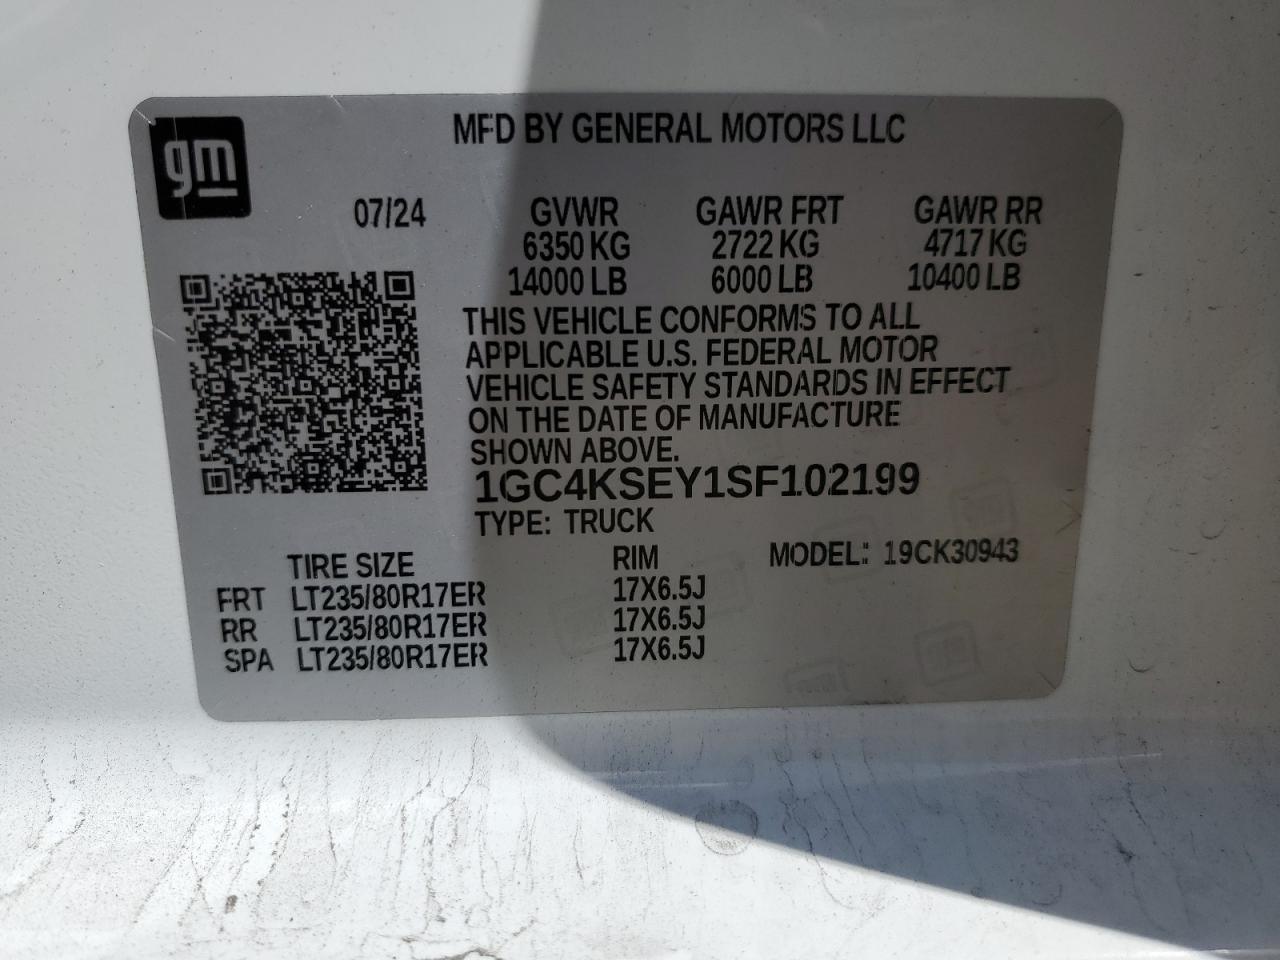 gm
MFD BY GENERAL MOTORS LLC
07/24 GVWR GAWR FRT GAWR RR
6350 KG 2722 KG 4717 KG
14000 LB 6000 LB 10400 LB
THIS VEHICLE CONFORMS TO ALL
APPLICABLE U.S. FEDERAL MOTOR
VEHICLE SAFETY STANDARDS IN EFFECT
ON THE DATE OF MANUFACTURE
SHOWN ABOVE.
1GC4KSEY1SF102199
TYPE: TRUCK
TIRE SIZE RIM MODEL: 19CK30943
FRT LT235/80R17ER 17X6.5J
RR LT235/80R17ER 17X6.5J
SPA LT235/80R17ER 17X6.5J